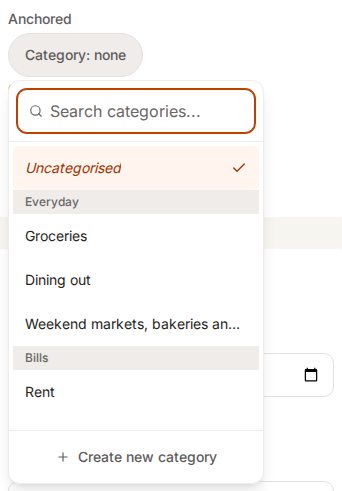 Anchored
Category: none
Search categories...
Uncategorised
Everyday
Groceries
Dining out
Weekend markets, bakeries an...
Bills
Rent
+ Create new category